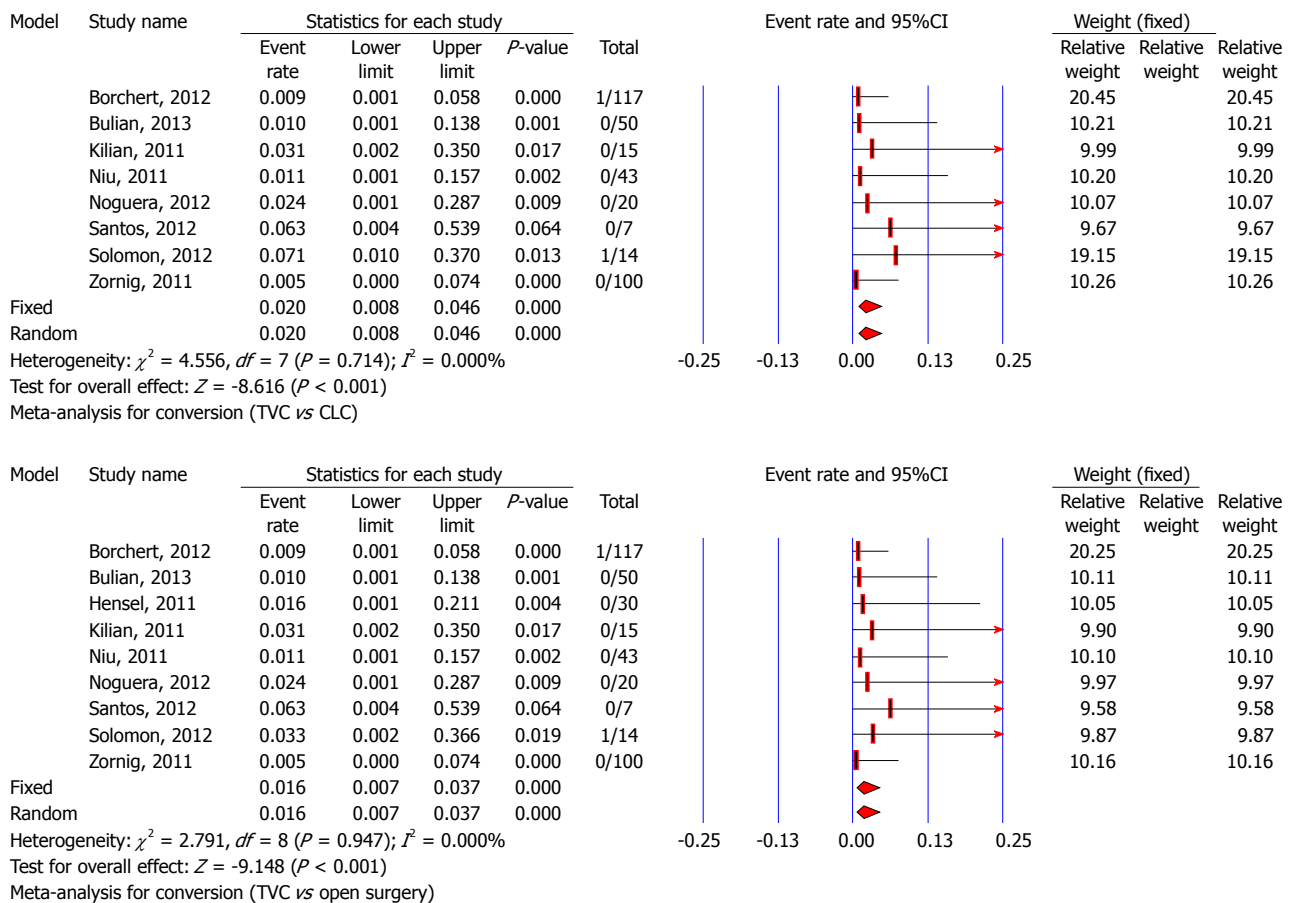 Model Study name Statistics for each study Event rate and 95%CI Weight (fixed)
Event rate Lower limit Upper limit P-value Total Relative weight Relative weight Relative weight
Borchert, 2012 0.009 0.001 0.058 0.000 1/117 20.45 20.45
Bulian, 2013 0.010 0.001 0.138 0.001 0/50 10.21 10.21
Kilian, 2011 0.031 0.002 0.350 0.017 0/15 9.99 9.99
Niu, 2011 0.011 0.001 0.157 0.002 0/43 10.20 10.20
Noguera, 2012 0.024 0.001 0.287 0.009 0/20 10.07 10.07
Santos, 2012 0.063 0.004 0.539 0.064 0/7 9.67 9.67
Solomon, 2012 0.071 0.010 0.370 0.013 1/14 19.15 19.15
Zornig, 2011 0.005 0.000 0.074 0.000 0/100 10.26 10.26
Fixed 0.020 0.008 0.046 0.000
Random 0.020 0.008 0.046 0.000
Heterogeneity: χ² = 4.556, df = 7 (P = 0.714); I² = 0.000% -0.25 -0.13 0.00 0.13 0.25
Test for overall effect: Z = -8.616 (P < 0.001)
Meta-analysis for conversion (TVC vs CLC)
Model Study name Statistics for each study Event rate and 95%CI Weight (fixed)
Event rate Lower limit Upper limit P-value Total Relative weight Relative weight Relative weight
Borchert, 2012 0.009 0.001 0.058 0.000 1/117 20.25 20.25
Bulian, 2013 0.010 0.001 0.138 0.001 0/50 10.11 10.11
Hensel, 2011 0.016 0.001 0.211 0.004 0/30 10.05 10.05
Kilian, 2011 0.031 0.002 0.350 0.017 0/15 9.90 9.90
Niu, 2011 0.011 0.001 0.157 0.002 0/43 10.10 10.10
Noguera, 2012 0.024 0.001 0.287 0.009 0/20 9.97 9.97
Santos, 2012 0.063 0.004 0.539 0.064 0/7 9.58 9.58
Solomon, 2012 0.033 0.002 0.366 0.019 1/14 9.87 9.87
Zornig, 2011 0.005 0.000 0.074 0.000 0/100 10.16 10.16
Fixed 0.016 0.007 0.037 0.000
Random 0.016 0.007 0.037 0.000
Heterogeneity: χ² = 2.791, df = 8 (P = 0.947); I² = 0.000% -0.25 -0.13 0.00 0.13 0.25
Test for overall effect: Z = -9.148 (P < 0.001)
Meta-analysis for conversion (TVC vs open surgery)